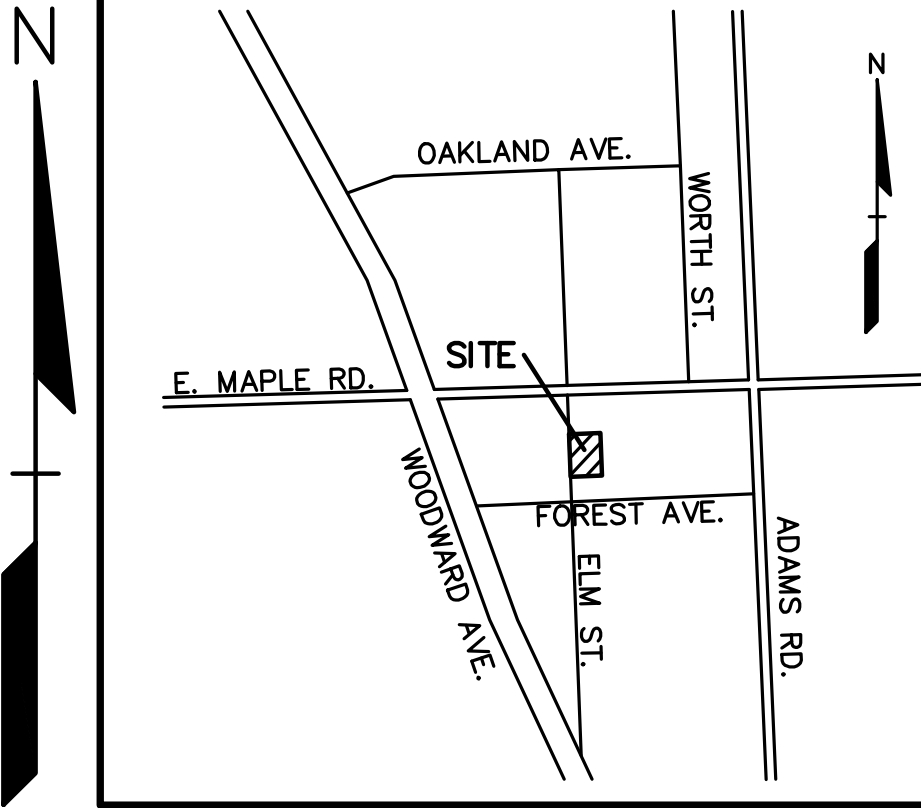 N
N
OAKLAND AVE.
WORTH ST.
SITE
E. MAPLE RD.
WOODWARD AVE.
FOREST AVE.
ELM ST.
ADAMS RD.